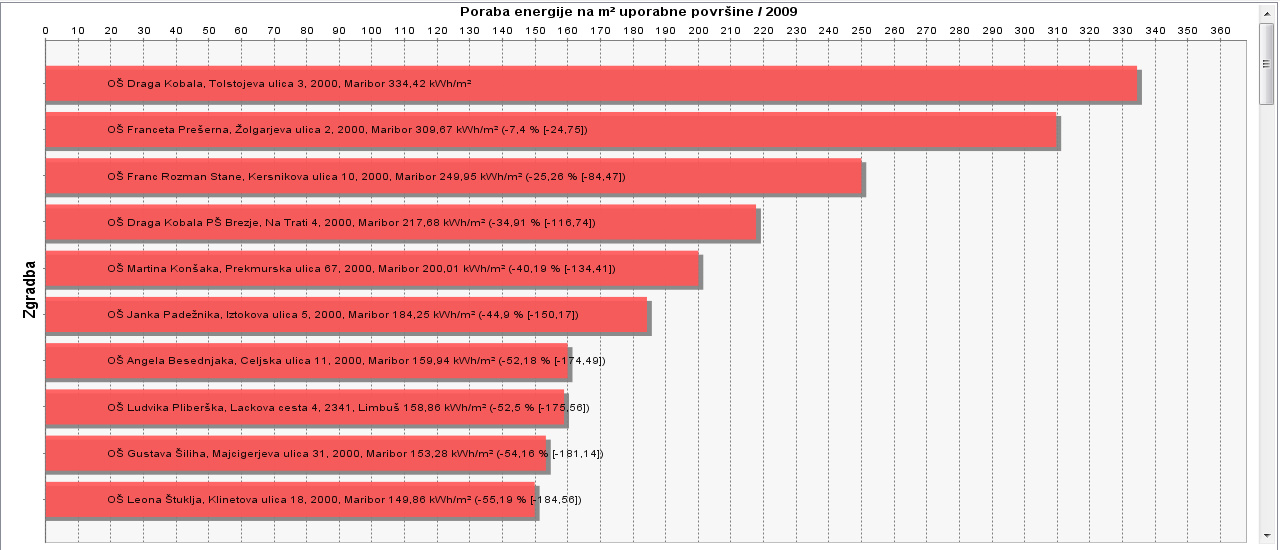 Poraba energije na m² uporabne površine / 2009
0 10 20 30 40 50 60 70 80 90 100 110 120 130 140 150 160 170 180 190 200 210 220 230 240 250 260 270 280 290 300 310 320 330 340 350 360
OŠ Draga Kobala, Tolstojeva ulica 3, 2000, Maribor 334,42 kWh/m²
OŠ Franceta Prešerna, Žolgarjeva ulica 2, 2000, Maribor 309,67 kWh/m² (-7,4 % [-24,75])
OŠ Franc Rozman Stane, Kersnikova ulica 10, 2000, Maribor 249,95 kWh/m² (-25,26 % [-84,47])
OŠ Draga Kobala PŠ Brezje, Na Trati 4, 2000, Maribor 217,68 kWh/m² (-34,91 % [-116,74])
OŠ Martina Konšaka, Prekmurska ulica 67, 2000, Maribor 200,01 kWh/m² (-40,19 % [-134,41])
OŠ Janka Padežnika, Iztokova ulica 5, 2000, Maribor 184,25 kWh/m² (-44,9 % [-150,17])
OŠ Angela Besednjaka, Celjska ulica 11, 2000, Maribor 159,94 kWh/m² (-52,18 % [-174,49])
OŠ Ludvika Pliberška, Lackova cesta 4, 2341, Limbuš 158,86 kWh/m² (-52,5 % [-175,56])
OŠ Gustava Šiliha, Majcigerjeva ulica 31, 2000, Maribor 153,28 kWh/m² (-54,16 % [-181,14])
OŠ Leona Štuklja, Klinetova ulica 18, 2000, Maribor 149,86 kWh/m² (-55,19 % [-184,56])
Zgradba